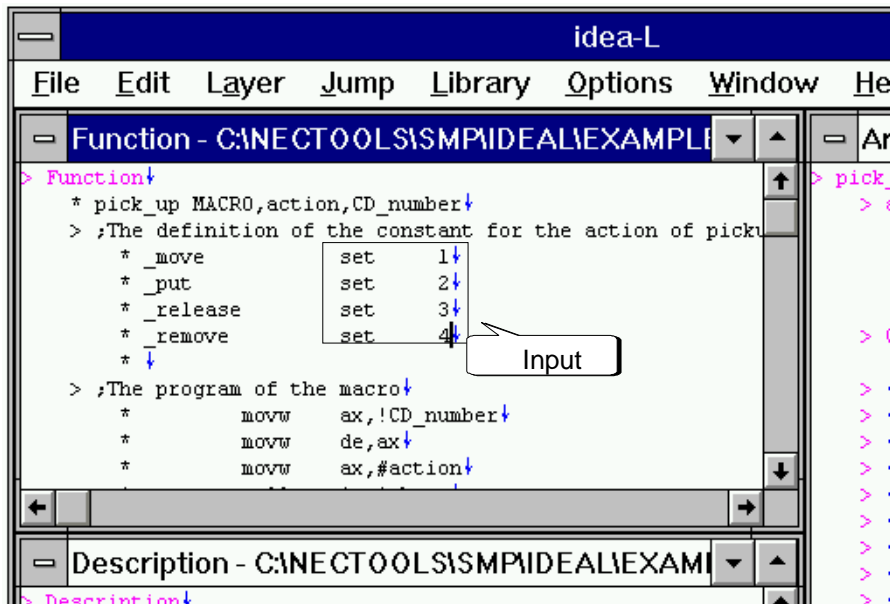 idea-L
File Edit Layer Jump Library Options Window He
Function - C:\NECTOOLS\SMP\IDEAL\EXAMPLE
> Function
* pick_up MACRO,action,CD_number
> ;The definition of the constant for the action of picku
* _move set 1
* _put set 2
* _release set 3
* _remove set 4
*
> ;The program of the macro
* movw ax,!CD_number
* movw de,ax
* movw ax,#action
Input
Description - C:\NECTOOLS\SMP\IDEAL\EXAM
> Description
Ar
> pick_
> a
>
>
>
>
>
>
>
>
>